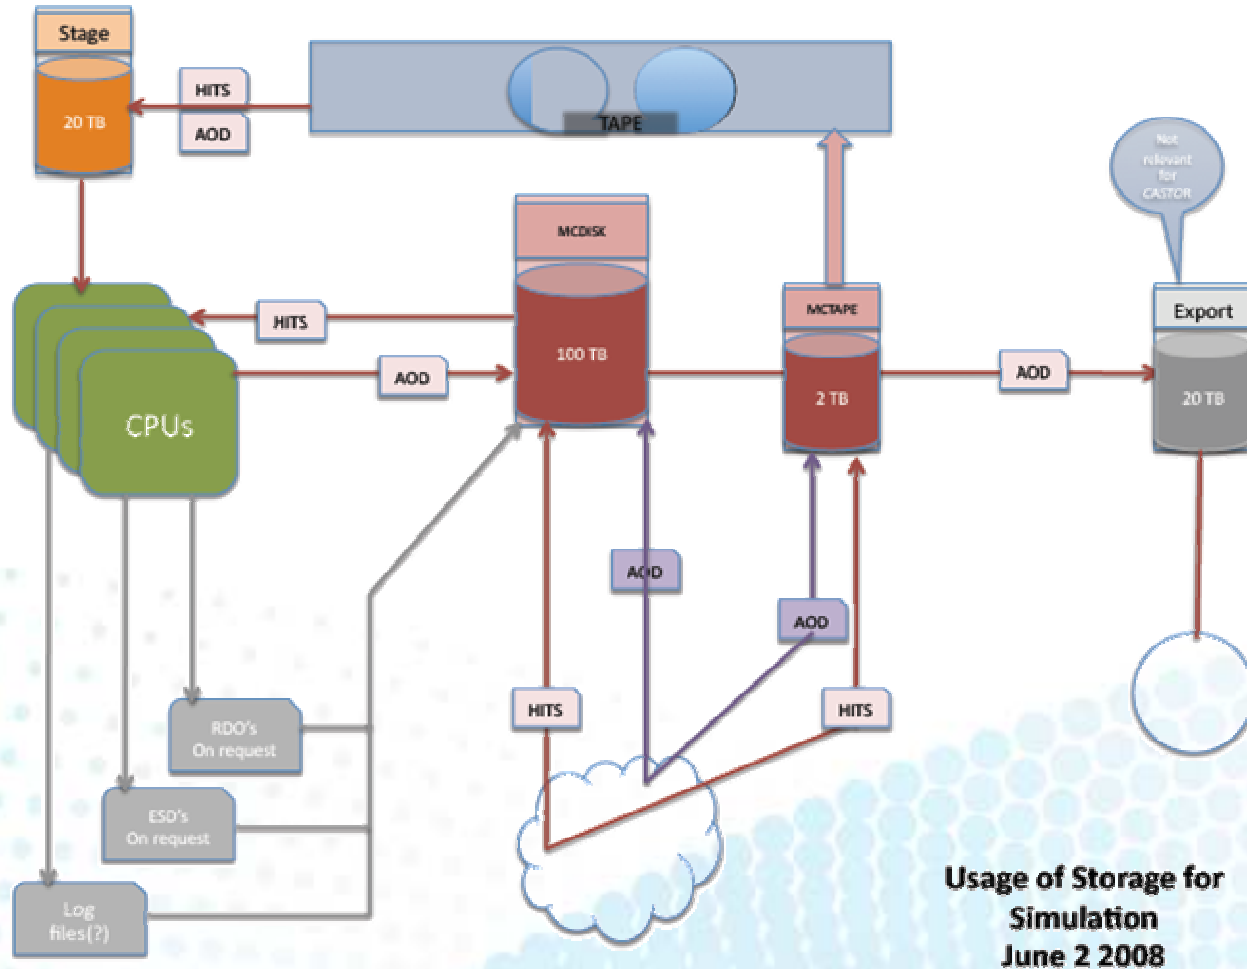 Stage
20 TB
HITS
AOD
TAPE
Not
relevant
for
CASTOR
MCDISK
100 TB
MCTAPE
2 TB
Export
20 TB
HITS
AOD
AOD
CPUs
AOD
AOD
HITS
HITS
RDO's
On request
ESD's
On request
Log
files(?)
Usage of Storage for
Simulation
June 2 2008